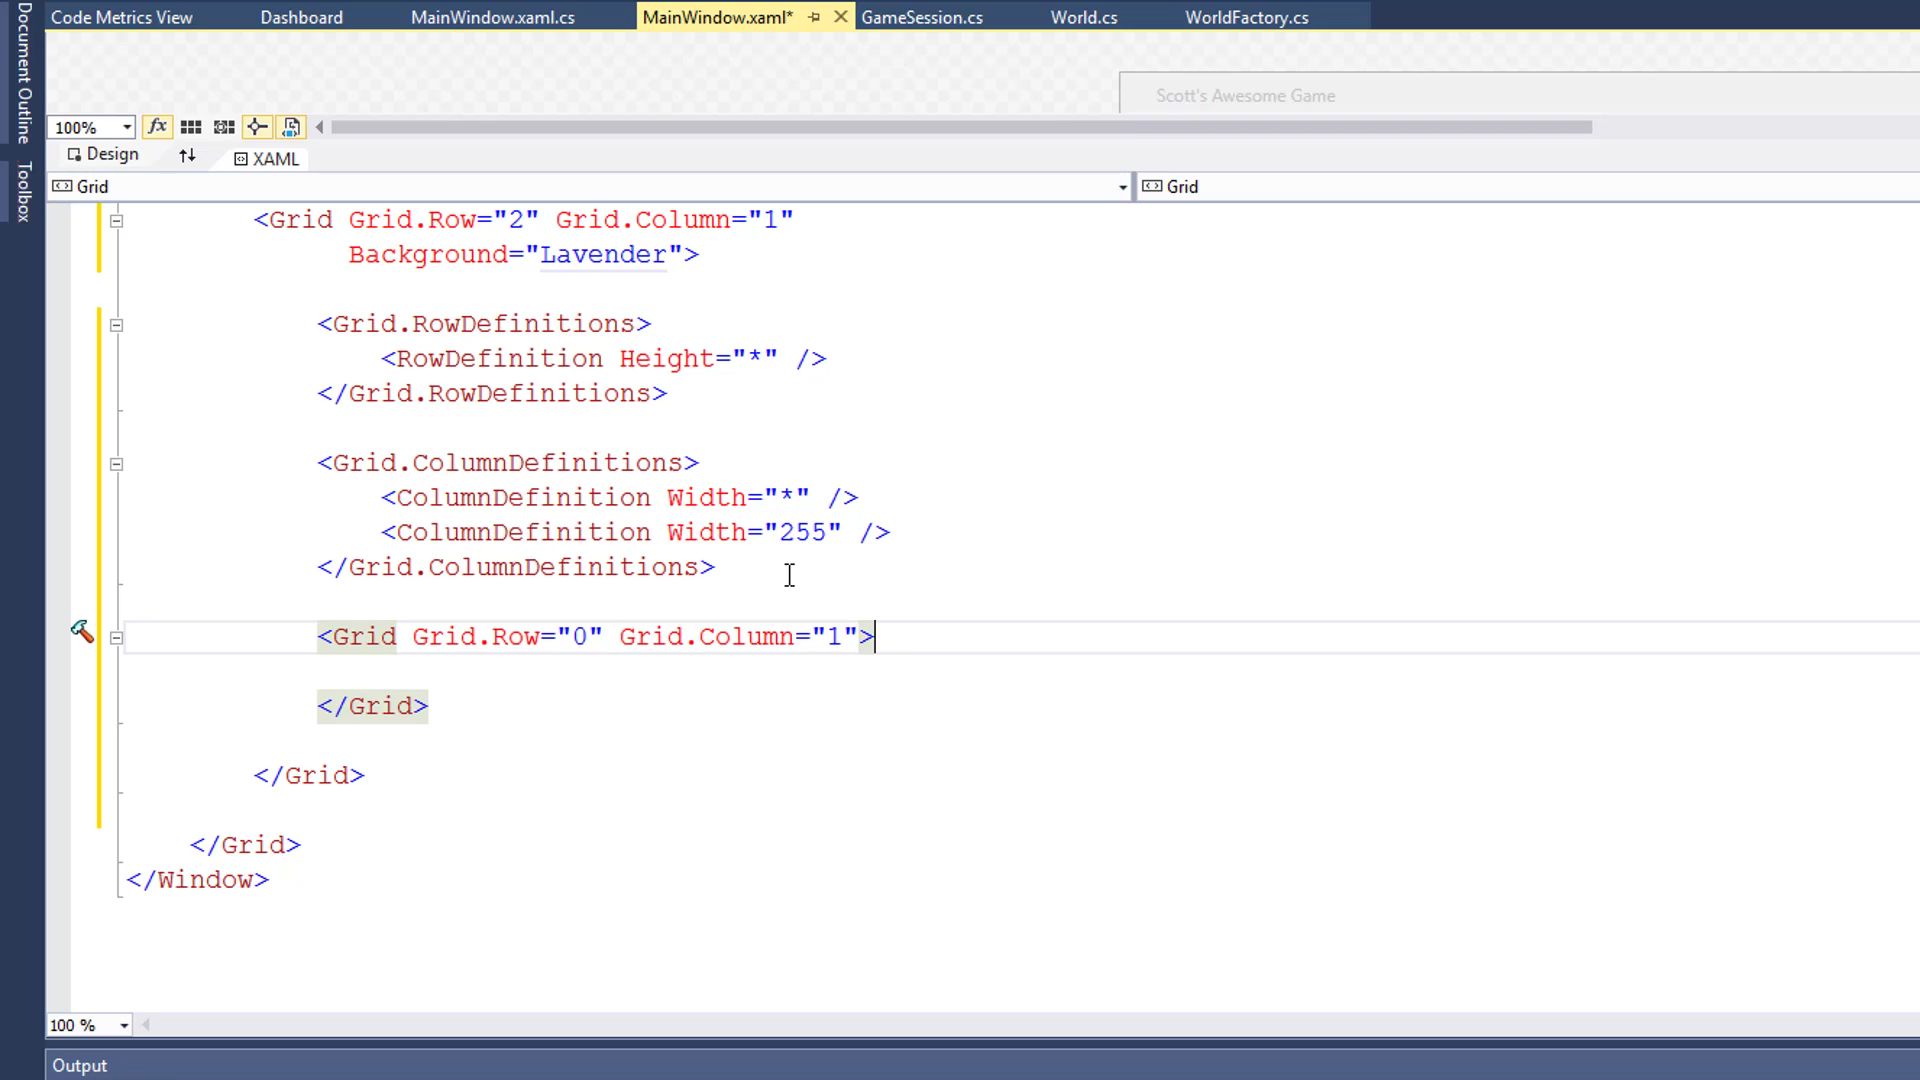 Code Metrics View Dashboard MainWindow.xaml.cs MainWindow.xaml* GameSession.cs World.cs WorldFactory.cs
Document Outline
Toolbox
Scott's Awesome Game
100% fx
Design XAML
Grid Grid
<Grid Grid.Row="2" Grid.Column="1"
Background="Lavender">
<Grid.RowDefinitions>
<RowDefinition Height="*" />
</Grid.RowDefinitions>
<Grid.ColumnDefinitions>
<ColumnDefinition Width="*" />
<ColumnDefinition Width="255" />
</Grid.ColumnDefinitions>
<Grid Grid.Row="0" Grid.Column="1">
</Grid>
</Grid>
</Grid>
</Window>
100 %
Output